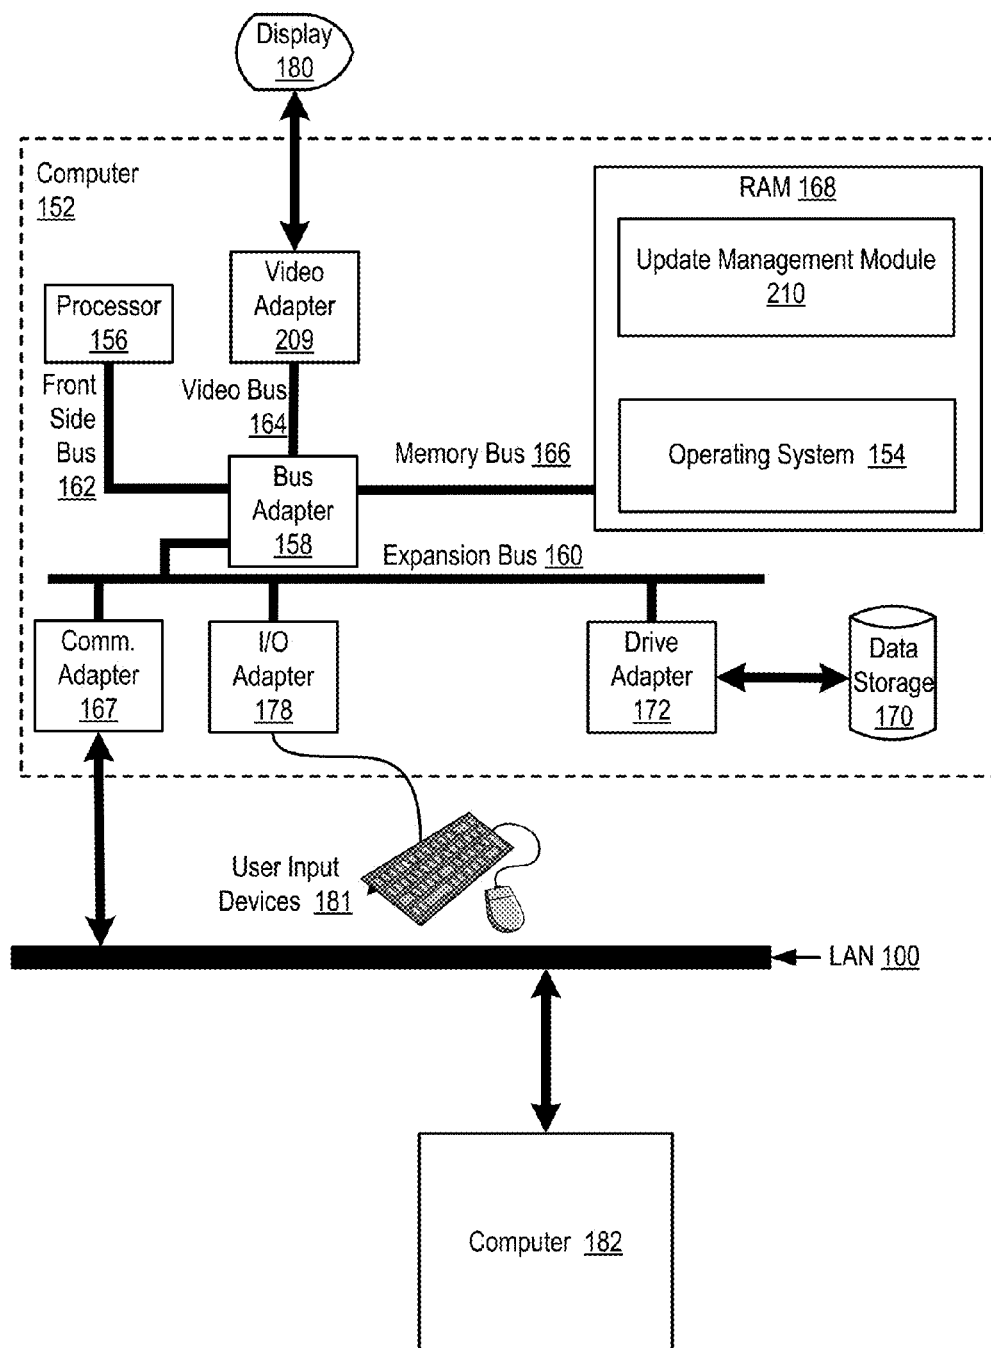 Display
180
Computer
152
RAM 168
Update Management Module
210
Video
Adapter
209
Processor
156
Front
Side
Bus
162
Video Bus
164
Memory Bus 166
Operating System 154
Bus
Adapter
158
Expansion Bus 160
Comm.
Adapter
167
I/O
Adapter
178
Drive
Adapter
172
Data
Storage
170
User Input
Devices 181
LAN 100
Computer 182